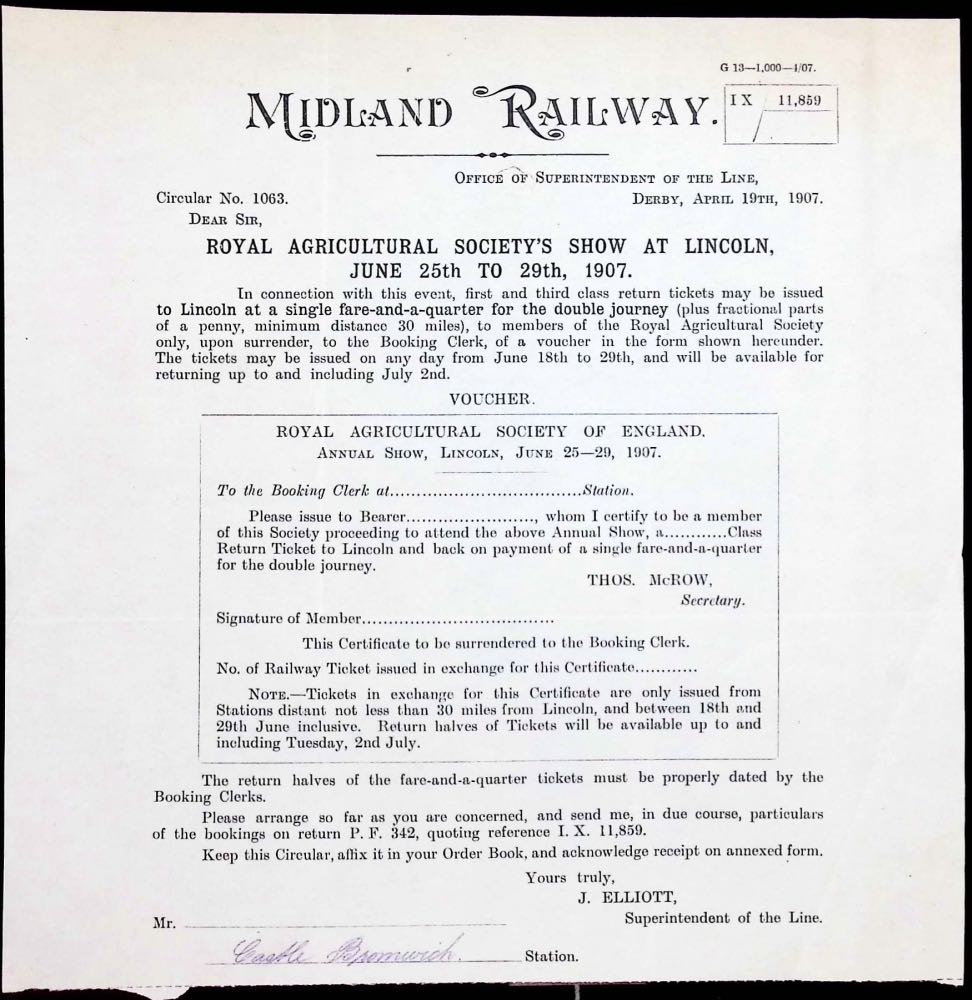 G 13—1,000—4/07.
MIDLAND RAILWAY.
I X 11,859
OFFICE OF SUPERINTENDENT OF THE LINE,
Circular No. 1063. DERBY, APRIL 19TH, 1907.
DEAR SIR,
ROYAL AGRICULTURAL SOCIETY'S SHOW AT LINCOLN,
JUNE 25th TO 29th, 1907.
In connection with this event, first and third class return tickets may be issued
to Lincoln at a single fare-and-a-quarter for the double journey (plus fractional parts
of a penny, minimum distance 30 miles), to members of the Royal Agricultural Society
only, upon surrender, to the Booking Clerk, of a voucher in the form shown hereunder.
The tickets may be issued on any day from June 18th to 29th, and will be available for
returning up to and including July 2nd.
VOUCHER.
ROYAL AGRICULTURAL SOCIETY OF ENGLAND.
ANNUAL SHOW, LINCOLN, JUNE 25—29, 1907.
To the Booking Clerk at....................................Station.
Please issue to Bearer........................, whom I certify to be a member
of this Society proceeding to attend the above Annual Show, a............Class
Return Ticket to Lincoln and back on payment of a single fare-and-a-quarter
for the double journey.
THOS. McROW,
Secretary.
Signature of Member....................................
This Certificate to be surrendered to the Booking Clerk.
No. of Railway Ticket issued in exchange for this Certificate............
NOTE.—Tickets in exchange for this Certificate are only issued from
Stations distant not less than 30 miles from Lincoln, and between 18th and
29th June inclusive. Return halves of Tickets will be available up to and
including Tuesday, 2nd July.
The return halves of the fare-and-a-quarter tickets must be properly dated by the
Booking Clerks.
Please arrange so far as you are concerned, and send me, in due course, particulars
of the bookings on return P. F. 342, quoting reference I. X. 11,859.
Keep this Circular, affix it in your Order Book, and acknowledge receipt on annexed form.
Yours truly,
J. ELLIOTT,
Superintendent of the Line.
Mr.
Castle Bromwich. Station.